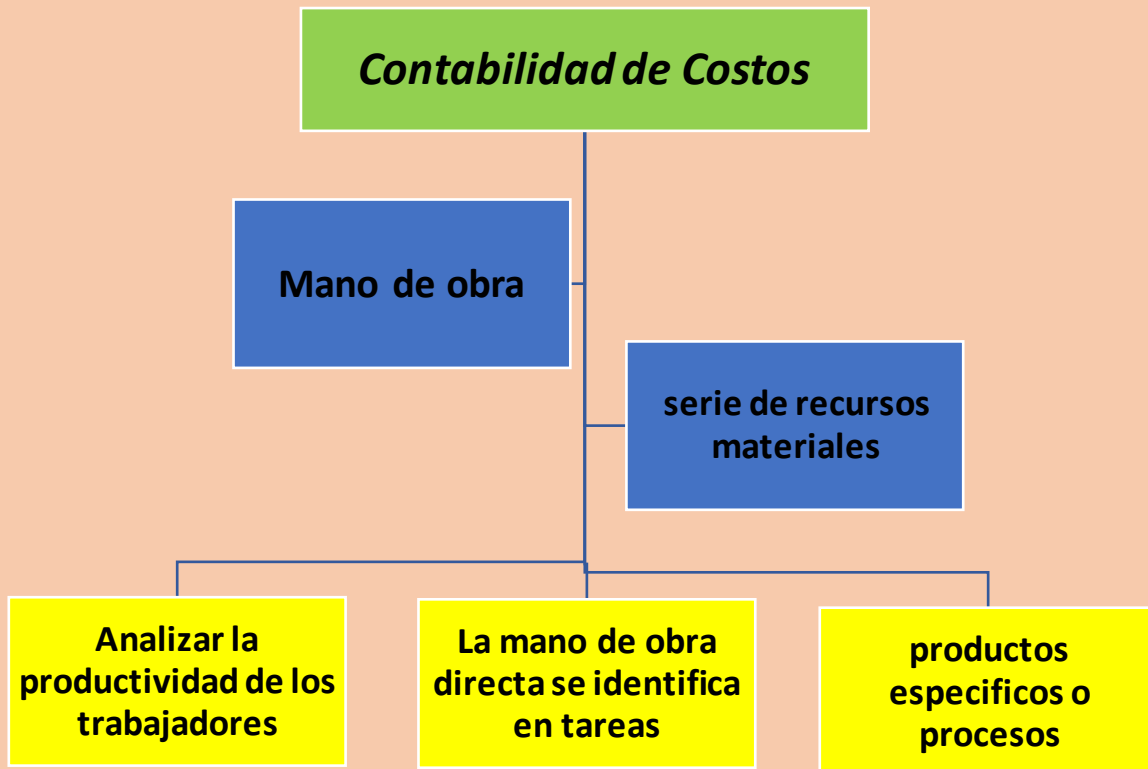 Contabilidad de Costos
Mano de obra
serie de recursos
materiales
Analizar la
productividad de los
trabajadores
La mano de obra
directa se identifica
en tareas
productos
especificos o
procesos